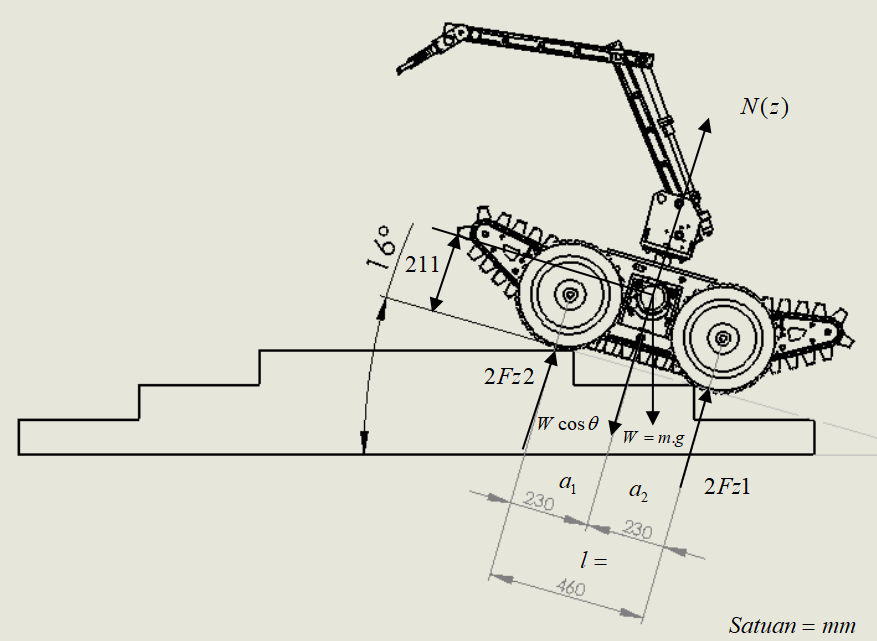 N(z)
16°
211
2Fz2
W cos θ
W = m.g
2Fz1
a₁
a₂
230
230
l =
460
Satuan = mm